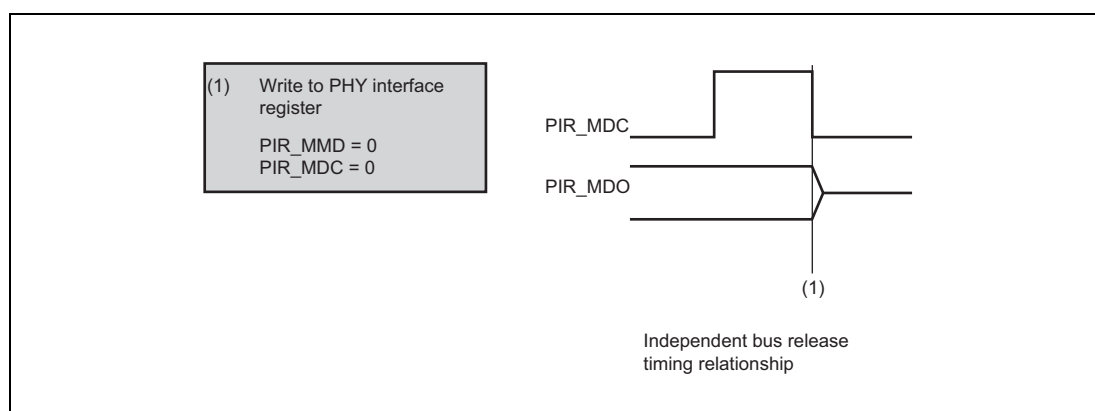 (1) Write to PHY interface
register
PIR_MMD = 0
PIR_MDC = 0
PIR_MDC
PIR_MDO
(1)
Independent bus release
timing relationship